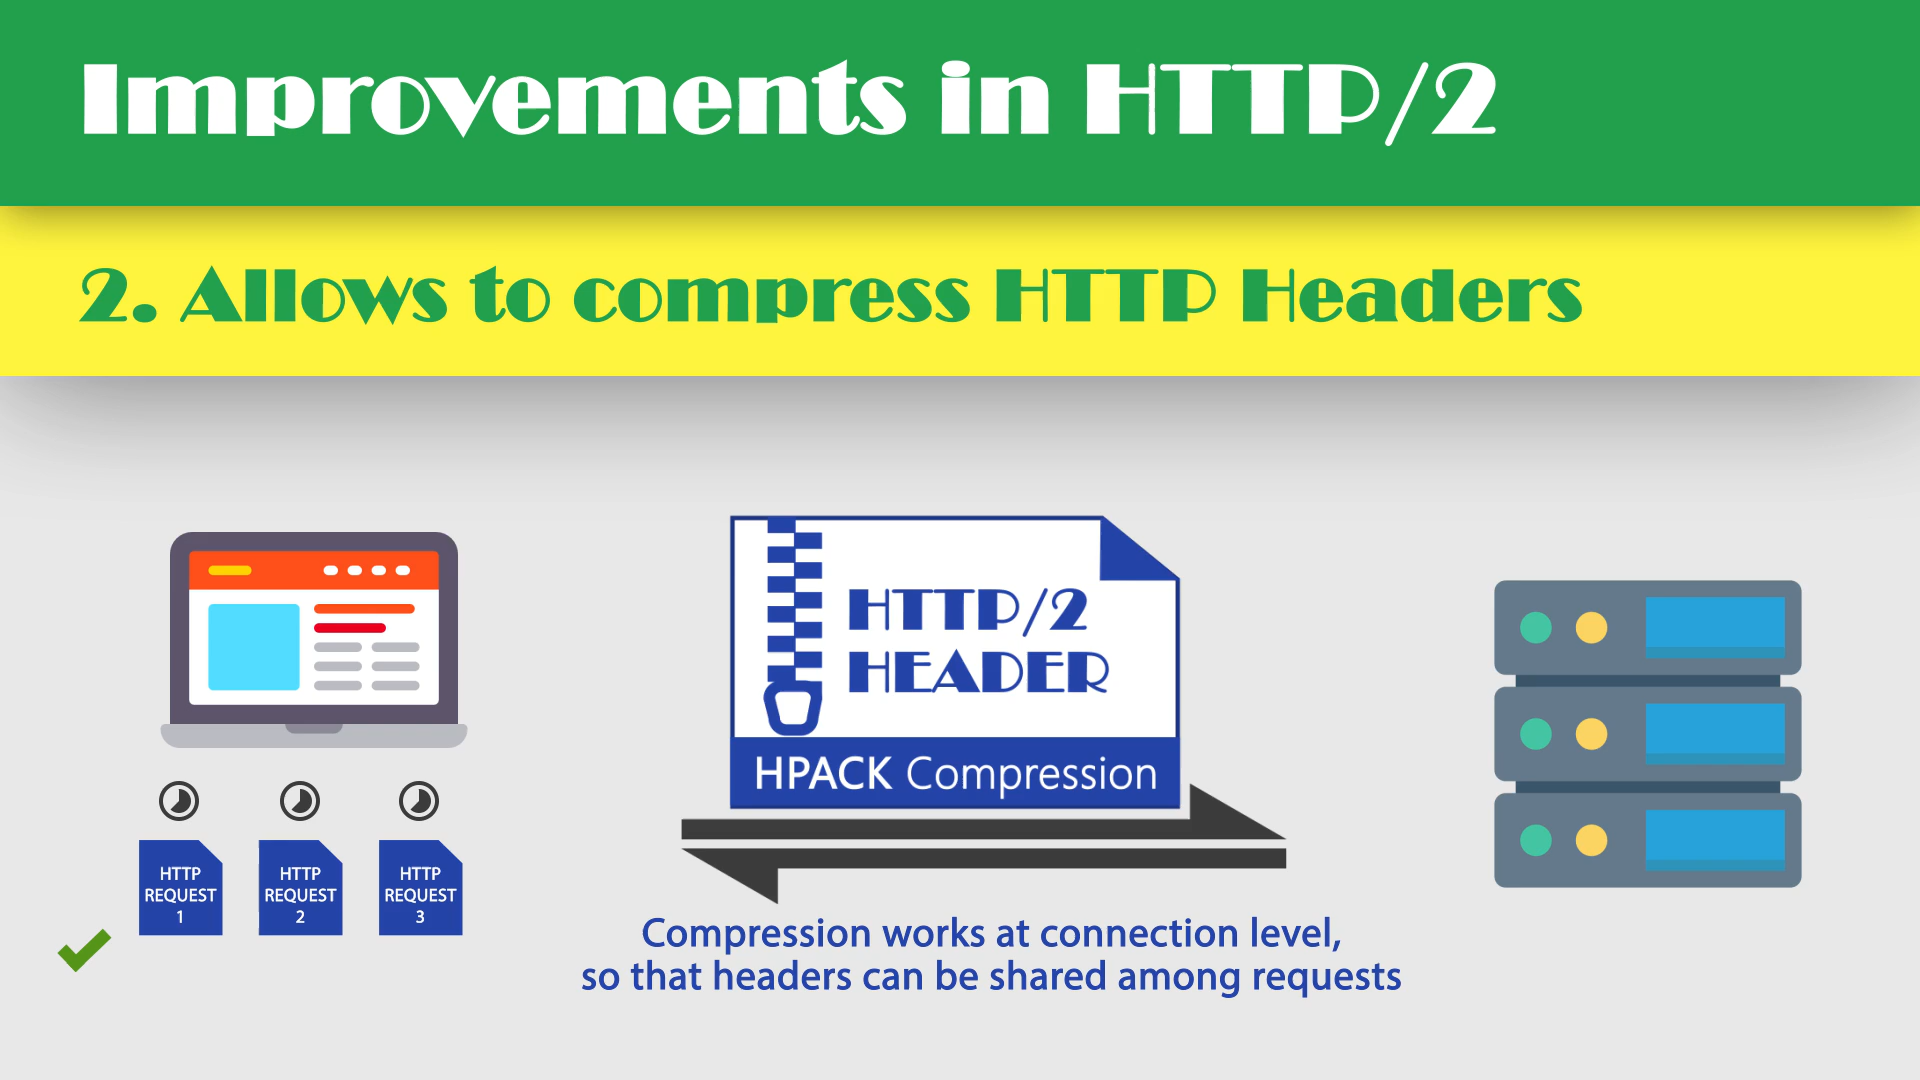 Improvements in HTTP/2
2. Allows to compress HTTP Headers
HTTP/2
HEADER
HPACK Compression
HTTP
REQUEST
1
HTTP
REQUEST
2
HTTP
REQUEST
3
Compression works at connection level,
so that headers can be shared among requests